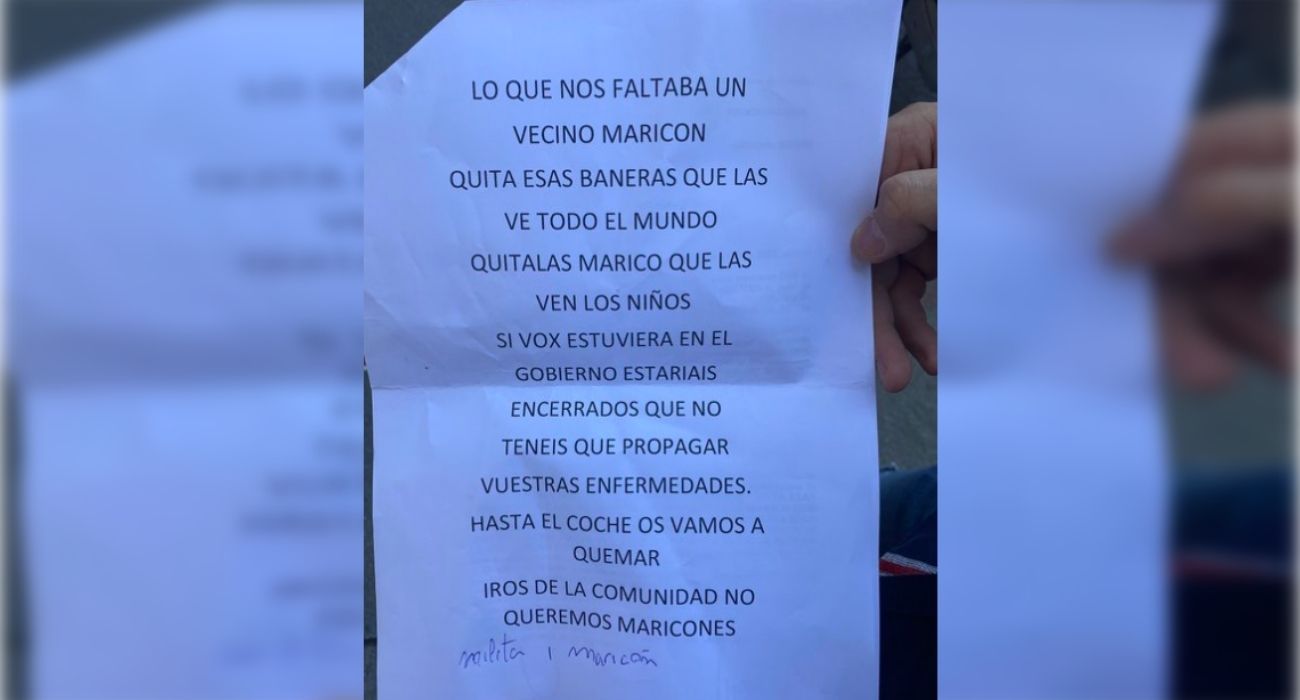 LO QUE NOS FALTABA UN
VECINO MARICON
QUITA ESAS BANERAS QUE LAS
VE TODO EL MUNDO
QUITALAS MARICO QUE LAS
VEN LOS NIÑOS
SI VOX ESTUVIERA EN EL
GOBIERNO ESTARIAIS
ENCERRADOS QUE NO
TENEIS QUE PROPAGAR
VUESTRAS ENFERMEDADES.
HASTA EL COCHE OS VAMOS A
QUEMAR
IROS DE LA COMUNIDAD NO
QUEREMOS MARICONES
maricón